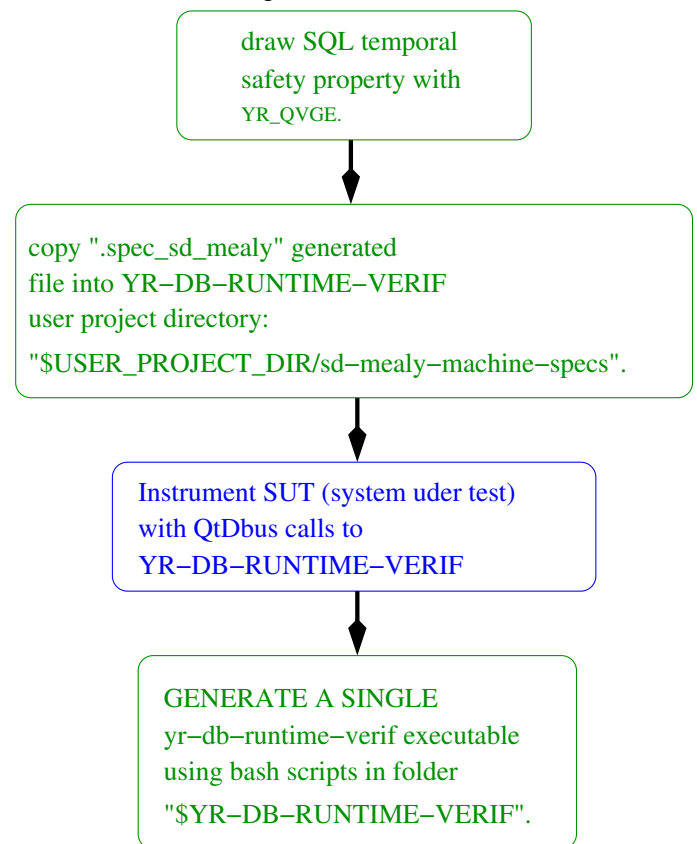 draw SQL temporal
safety property with
YR_QVGE.
copy ".spec_sd_mealy" generated
file into YR−DB−RUNTIME−VERIF
user project directory:
"$USER_PROJECT_DIR/sd−mealy−machine−specs".
Instrument SUT (system uder test)
with QtDbus calls to
YR−DB−RUNTIME−VERIF
GENERATE A SINGLE
yr−db−runtime−verif executable
using bash scripts in folder
"$YR−DB−RUNTIME−VERIF".